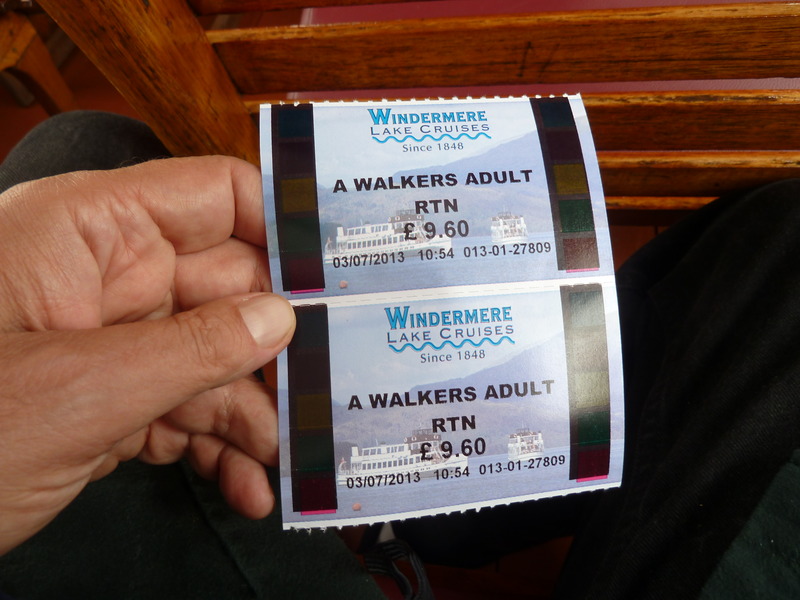 WINDERMERE
LAKE CRUISES
Since 1848
A WALKERS ADULT
RTN
£ 9.60
03/07/2013 10:54 013-01-27809
WINDERMERE
LAKE CRUISES
Since 1848
A WALKERS ADULT
RTN
£ 9.60
03/07/2013 10:54 013-01-27809